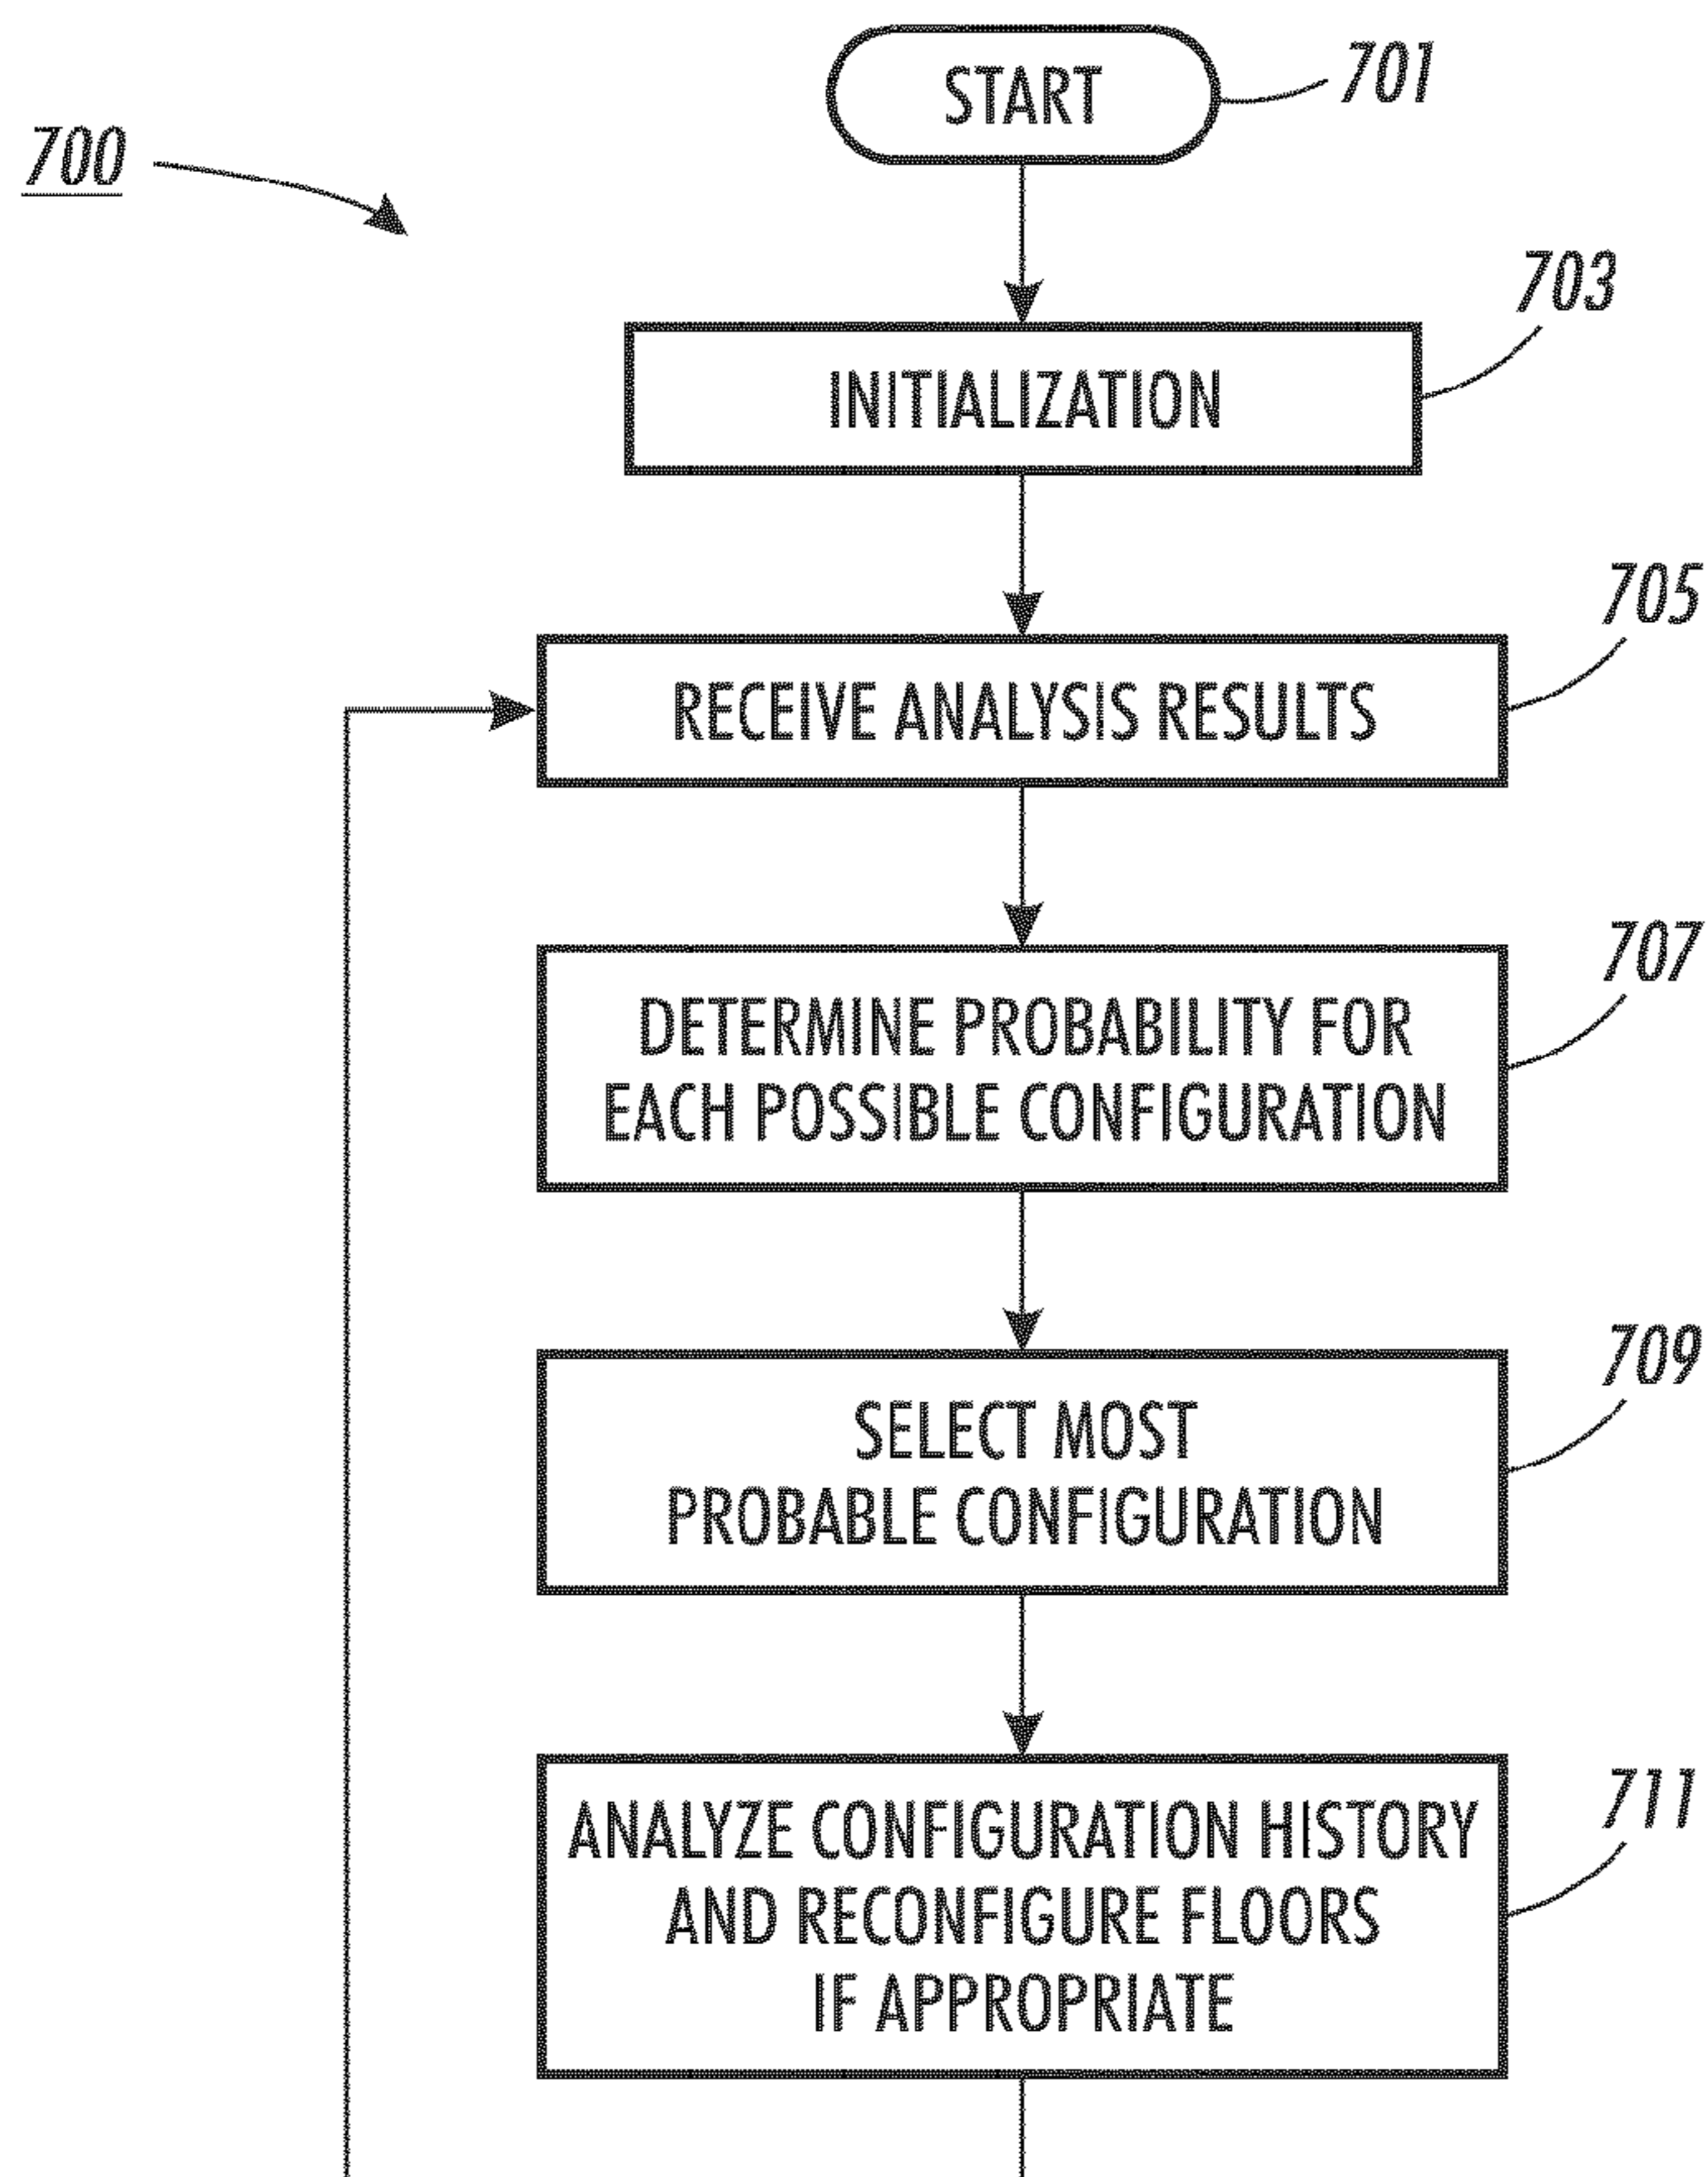 START
701
700
703
INITIALIZATION
705
RECEIVE ANALYSIS RESULTS
707
DETERMINE PROBABILITY FOR
EACH POSSIBLE CONFIGURATION
709
SELECT MOST
PROBABLE CONFIGURATION
711
ANALYZE CONFIGURATION HISTORY
AND RECONFIGURE FLOORS
IF APPROPRIATE